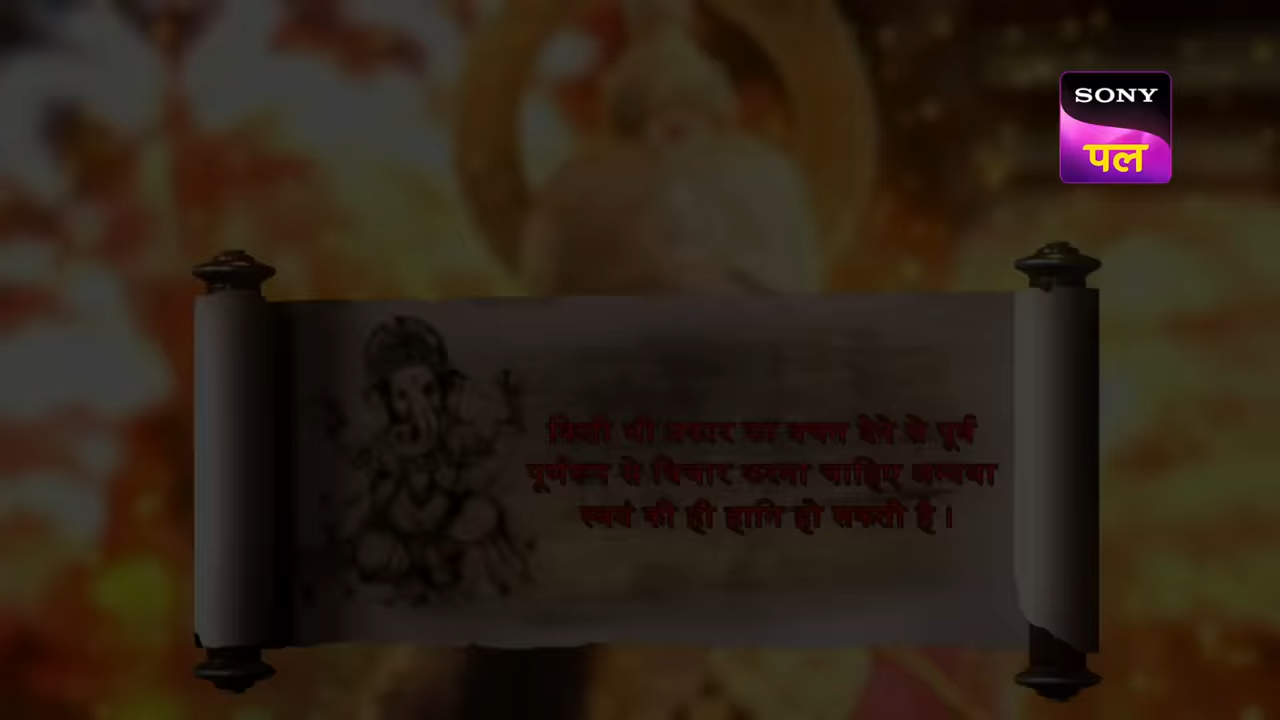 SONY
पल
किसी भी प्रकार का वचन देने से पूर्व
पूर्णरूप से विचार करना चाहिए अन्यथा
स्वयं की ही हानि हो सकती है ।